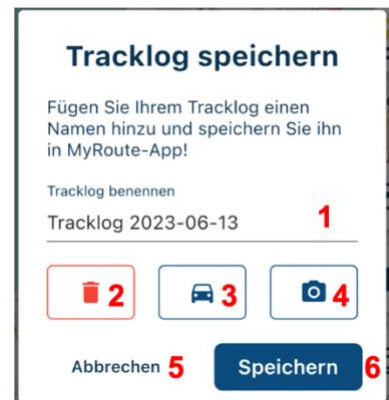 Tracklog speichern
Fügen Sie Ihrem Tracklog einen
Namen hinzu und speichern Sie ihn
in MyRoute-App!
Tracklog benennen
Tracklog 2023-06-13 1
2 3 4
Abbrechen 5 Speichern 6